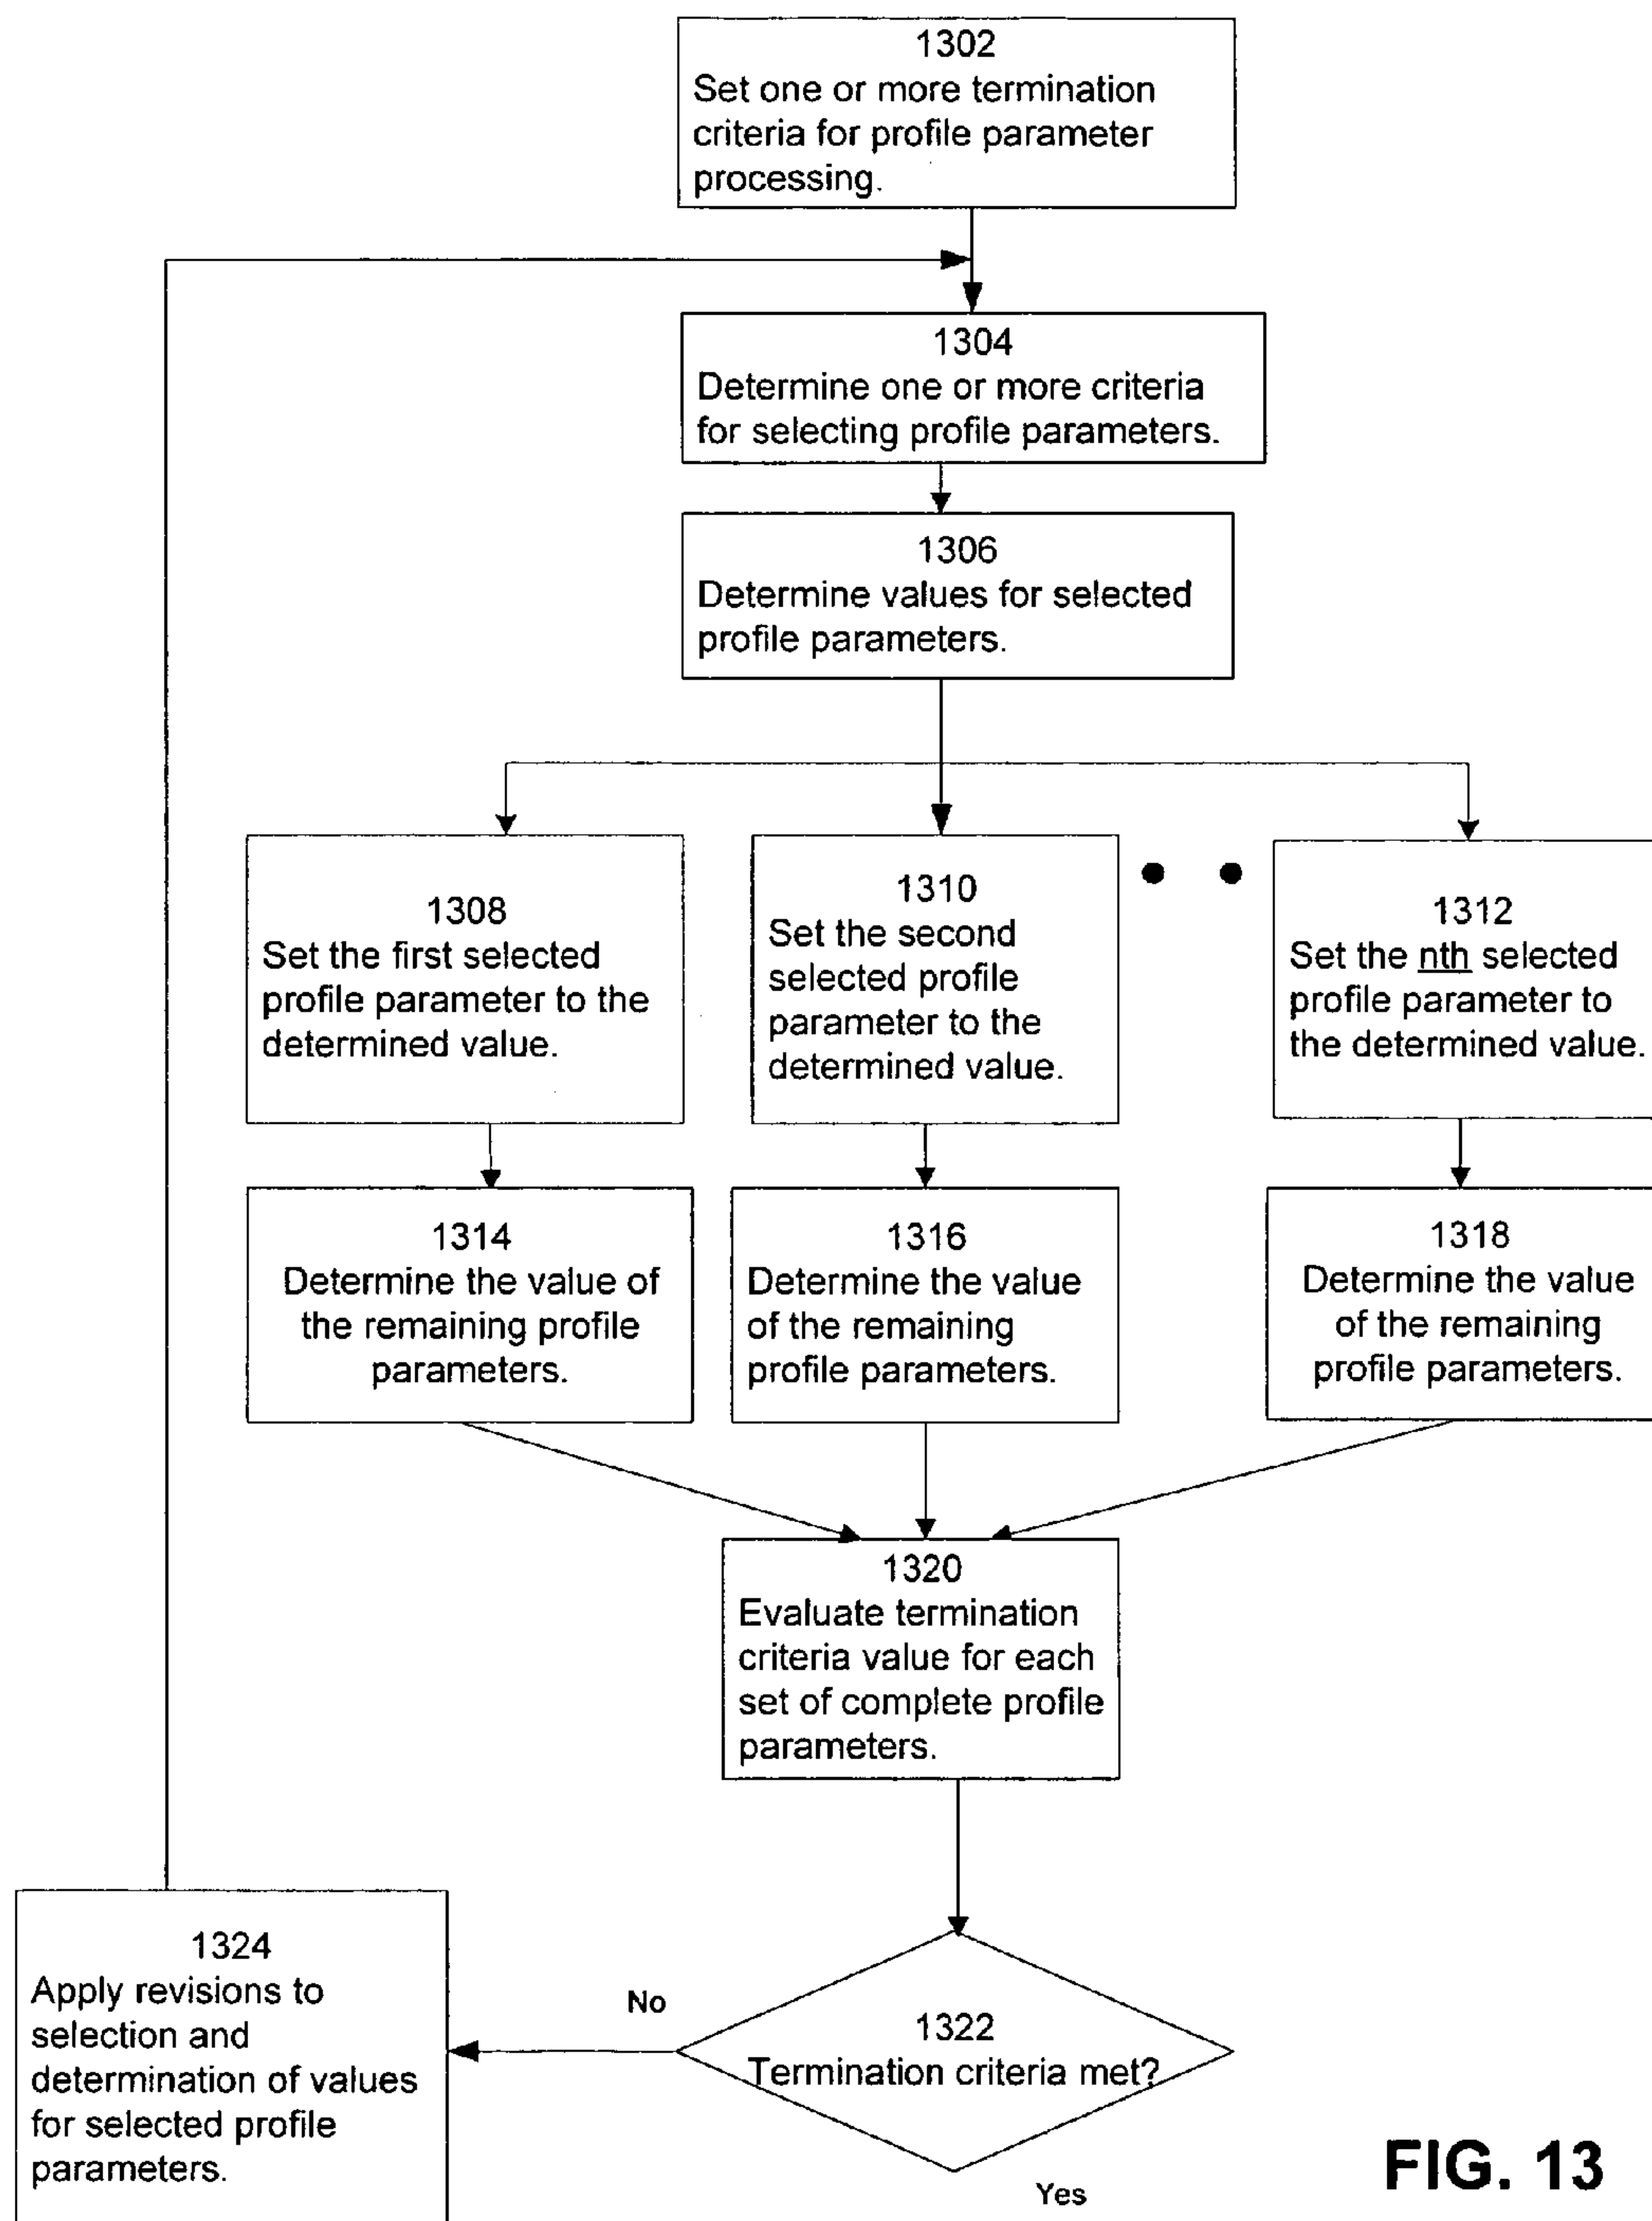 1302
Set one or more termination
criteria for profile parameter
processing.
1304
Determine one or more criteria
for selecting profile parameters.
1306
Determine values for selected
profile parameters.
1308
Set the first selected
profile parameter to the
determined value.
1310
Set the second
selected profile
parameter to the
determined value.
1312
Set the nth selected
profile parameter to
the determined value.
1314
Determine the value of
the remaining profile
parameters.
1316
Determine the value
of the remaining
profile parameters.
1318
Determine the value
of the remaining
profile parameters.
1320
Evaluate termination
criteria value for each
set of complete profile
parameters.
1324
Apply revisions to
selection and
determination of values
for selected profile
parameters.
No
1322
Termination criteria met?
Yes
FIG. 13